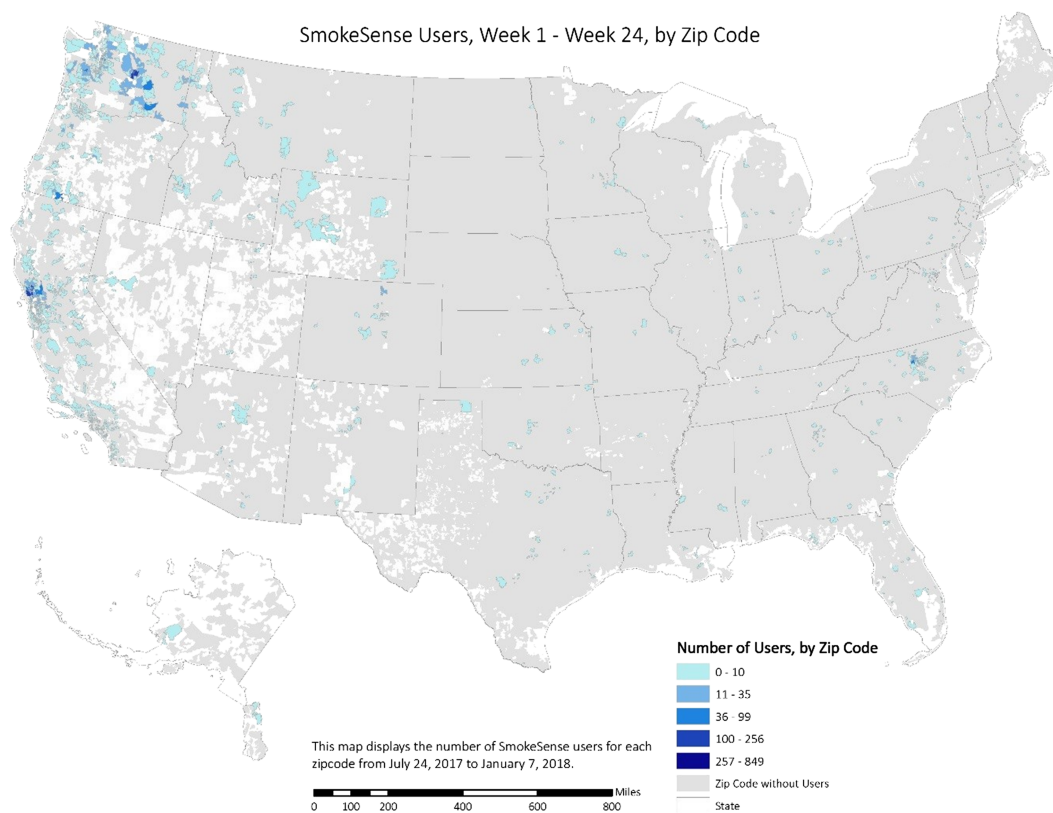 SmokeSense Users, Week 1 - Week 24, by Zip Code
Number of Users, by Zip Code
0 - 10
11 - 35
36 - 99
100 - 256
257 - 849
Zip Code without Users
State
This map displays the number of SmokeSense users for each
zipcode from July 24, 2017 to January 7, 2018.
Miles
0 100 200 400 600 800